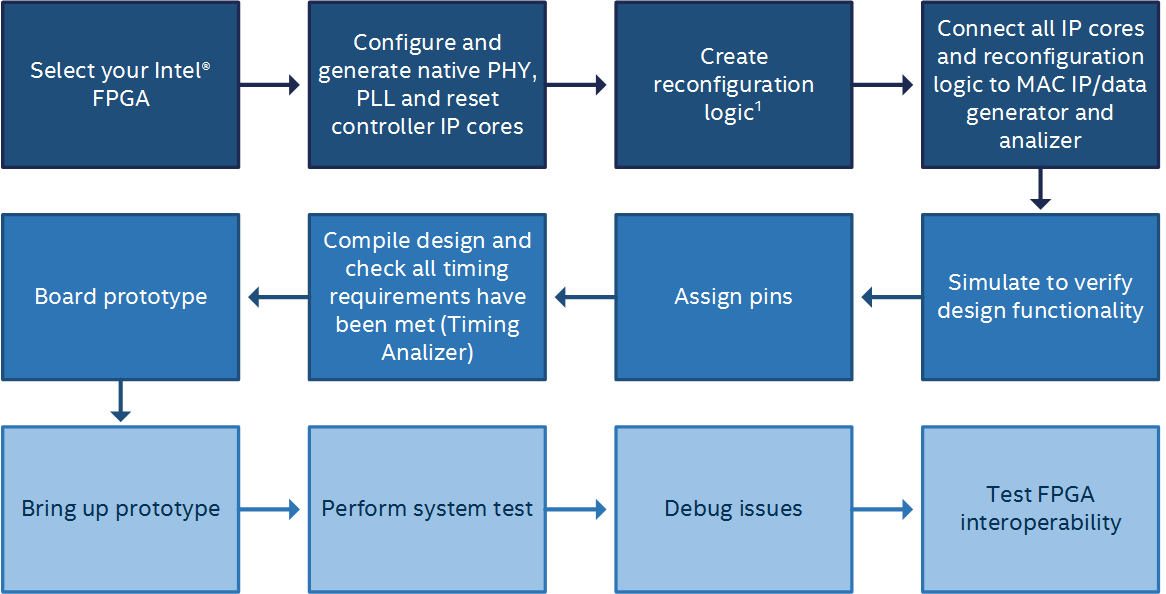 Select your Intel®
FPGA
Configure and
generate native PHY,
PLL and reset
controller IP cores
Create
reconfiguration
logic¹
Connect all IP cores
and reconfiguration
logic to MAC IP/data
generator and
analizer
Simulate to verify
design functionality
Assign pins
Compile design and
check all timing
requirements have
been met (Timing
Analizer)
Board prototype
Bring up prototype
Perform system test
Debug issues
Test FPGA
interoperability